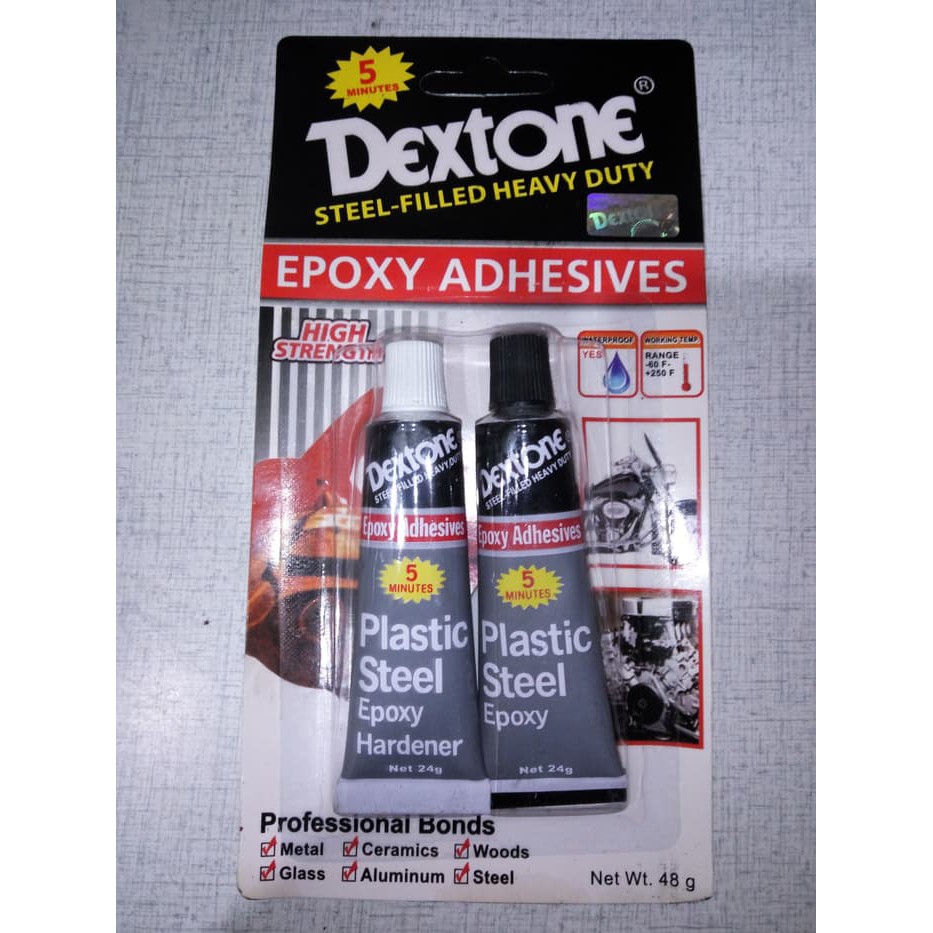 5
MINUTES
DEXTONE®
STEEL-FILLED HEAVY DUTY
DEXTO
EPOXY ADHESIVES
HIGH
STRENGTH
WATERPROOF
YES
WORKING TEMP
RANGE
-60 F-
+250 F
DEXTONE
STEEL-FILLED HEAVY DUTY
Epoxy Adhesives
5
MINUTES
Plastic
Steel
Epoxy
Hardener
Net 24g
DEXTONE
STEEL-FILLED HEAVY DUTY
Epoxy Adhesives
5
MINUTES
Plastic
Steel
Epoxy
Net 24g
Professional Bonds
Metal Ceramics Woods
Glass Aluminum Steel
Net Wt. 48 g